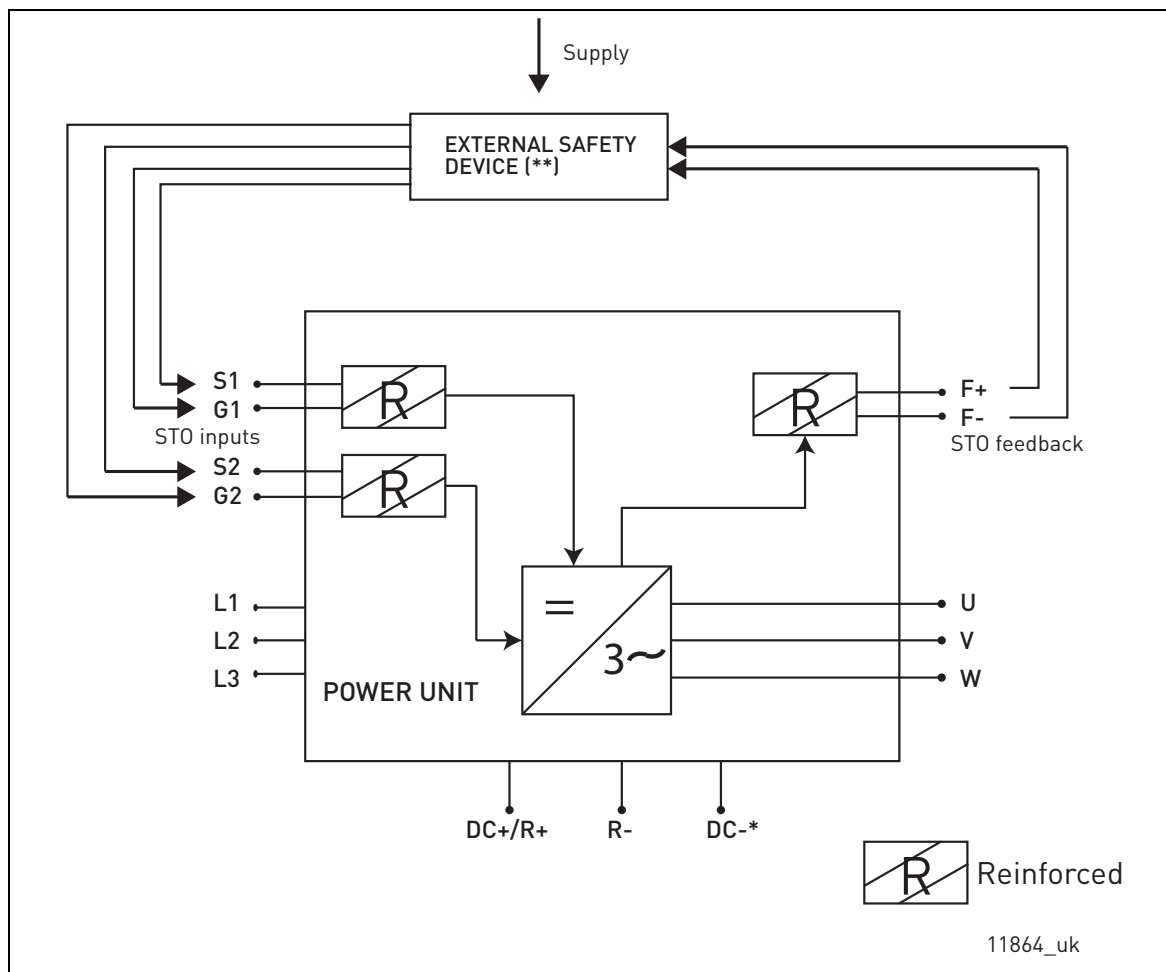 Supply
EXTERNAL SAFETY
DEVICE (**)
S1
G1
STO inputs
S2
G2
R
R
R
F+
F-
STO feedback
L1
L2
L3
=
3~
U
V
W
POWER UNIT
DC+/R+
R-
DC-*
R
Reinforced
11864_uk